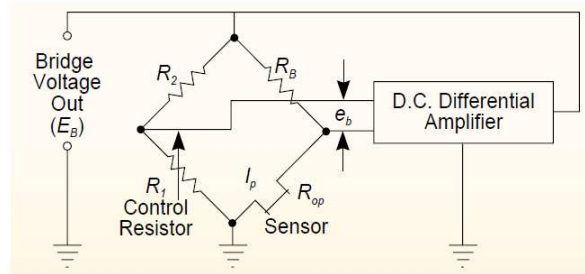 Bridge
Voltage
Out
(E_B)
R_2
R_B
e_b
D.C. Differential
Amplifier
R_1
Control
Resistor
I_p
R_op
Sensor